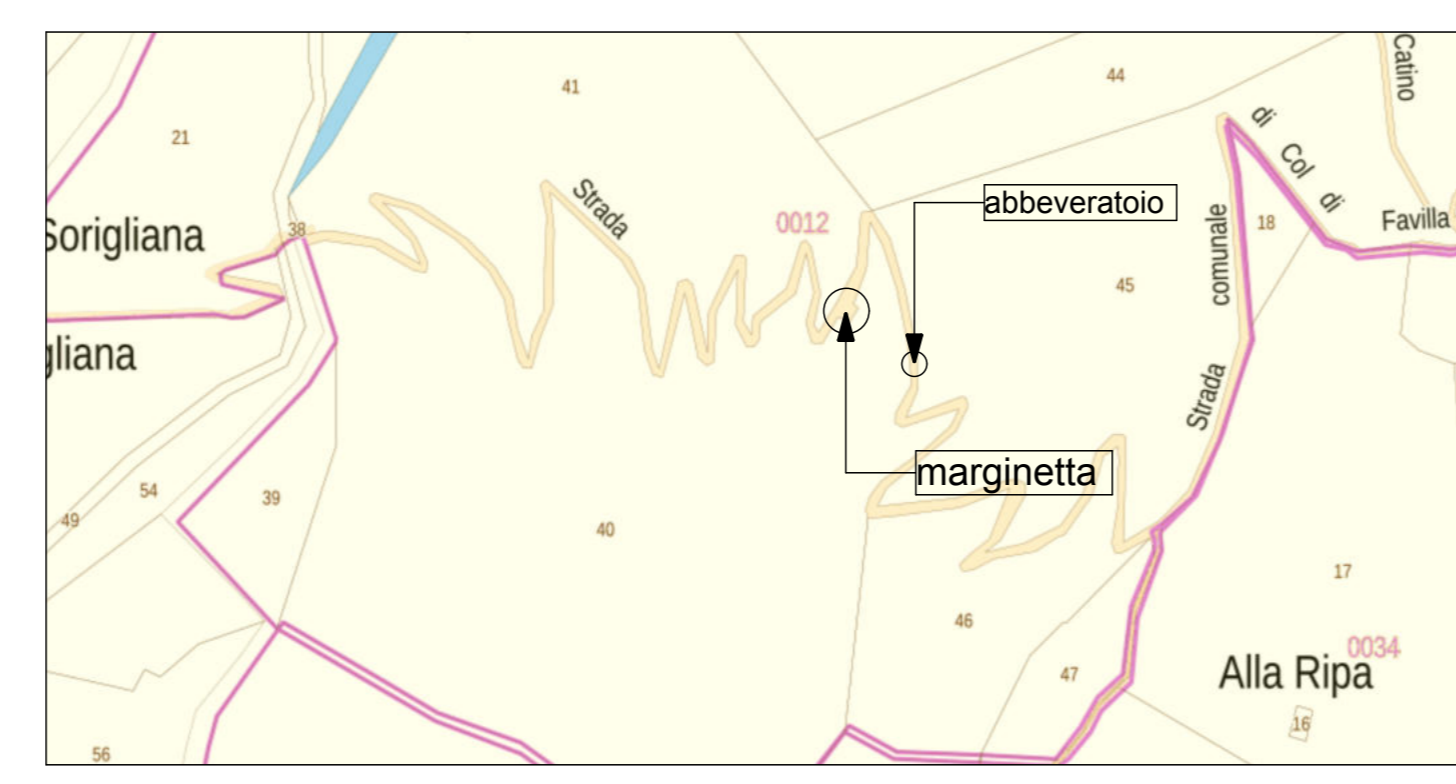 Catino
41
44
21
di
Col
di
Strada
abbeveratoio
Sorigliana
38
0012
comunale
18
Favilla
45
gliana
Strada
marginetta
54
39
49
40
17
46
0034
47
Alla Ripa
16
56